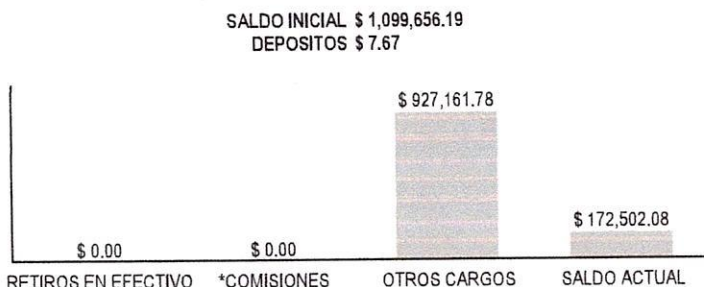 SALDO INICIAL $ 1,099,656.19
DEPOSITOS $ 7.67
$ 927,161.78
$ 172,502.08
$ 0.00 $ 0.00
RETIROS EN EFECTIVO *COMISIONES OTROS CARGOS SALDO ACTUAL